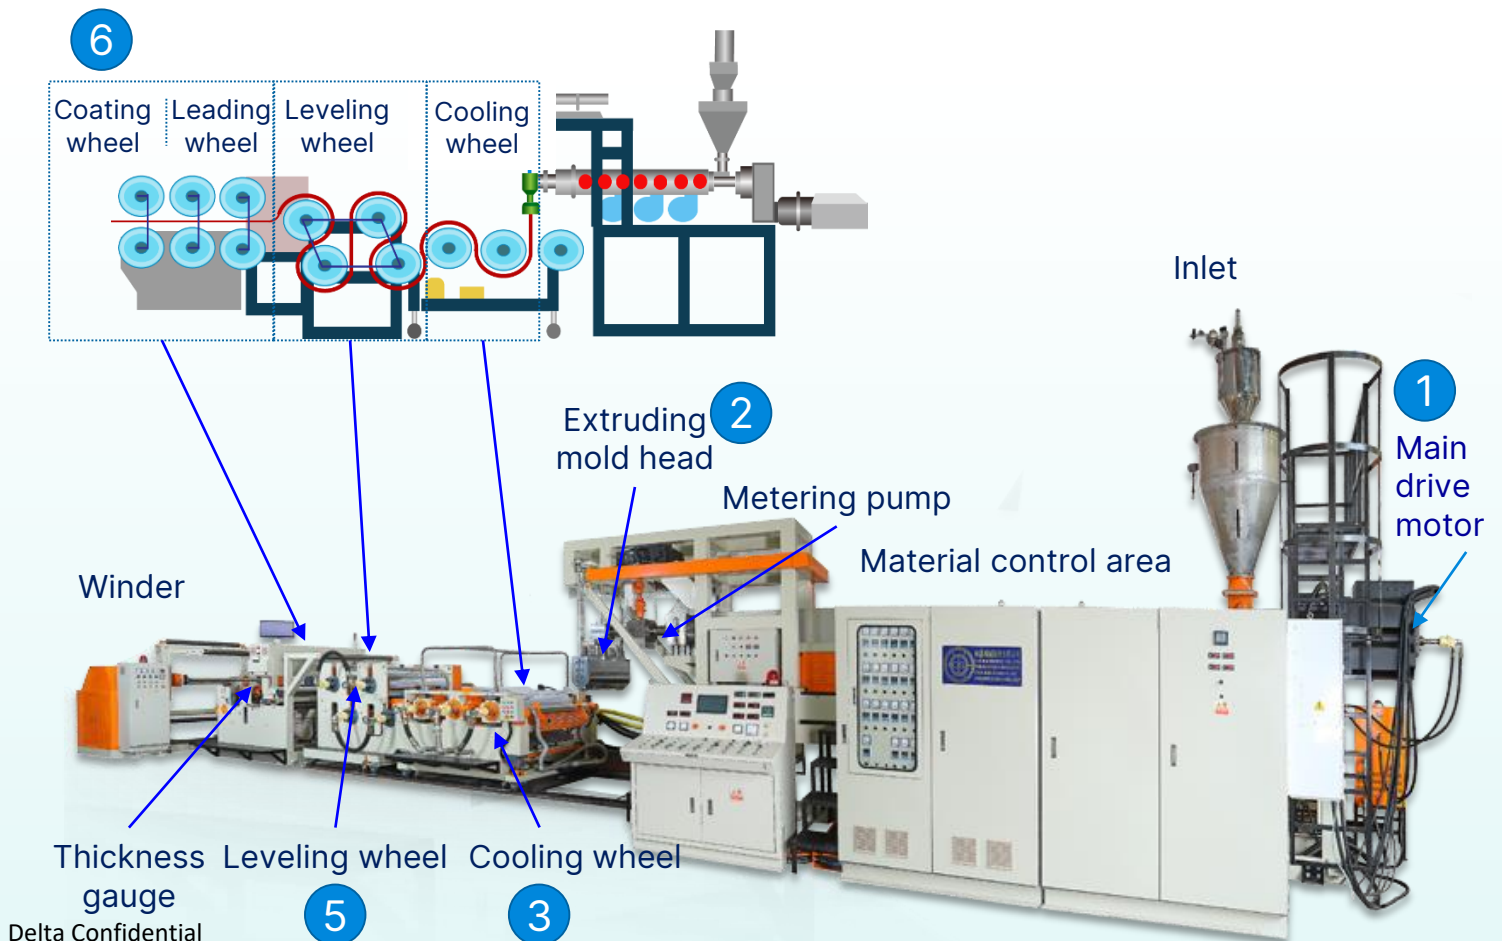 6
Coating
wheel
Leading
wheel
Leveling
wheel
Cooling
wheel
Inlet
1
Main
drive
motor
Extruding
mold head
2
Metering pump
Material control area
Winder
Thickness
gauge
Leveling wheel
5
Cooling wheel
3
Delta Confidential